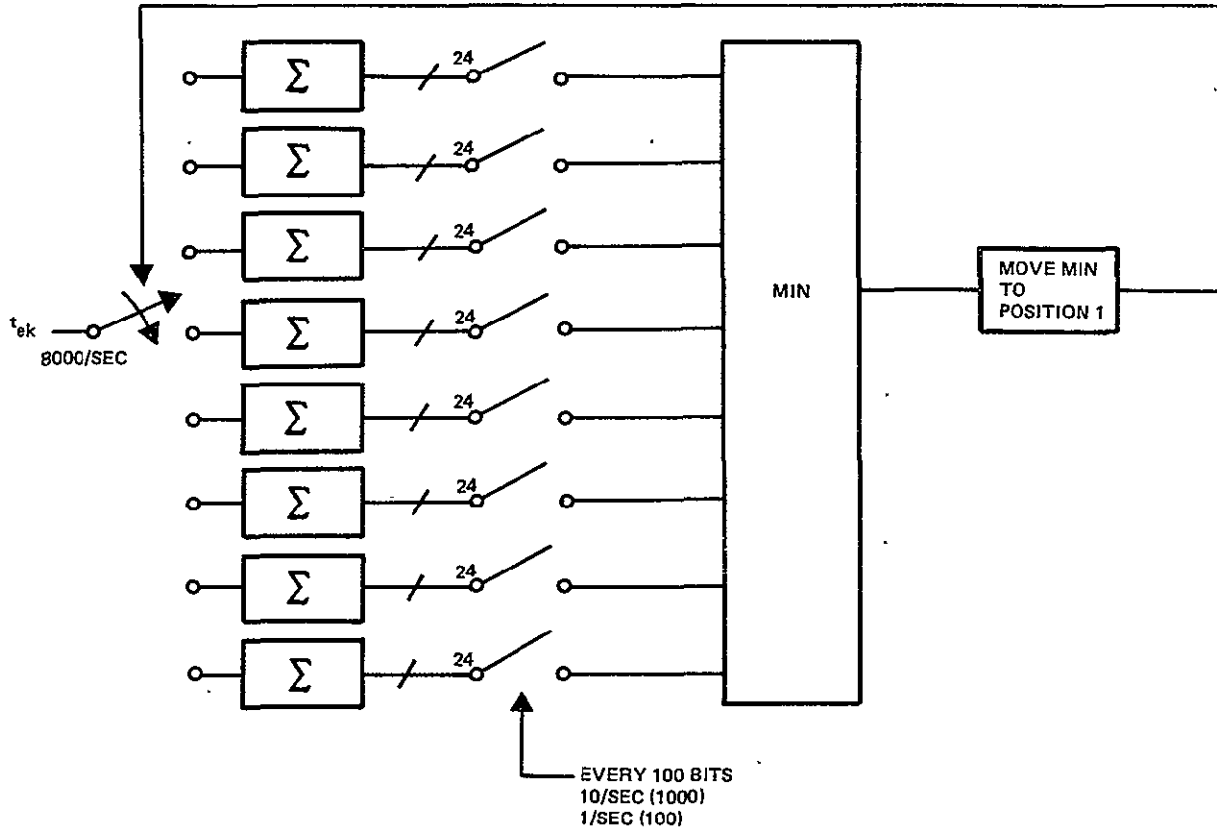 24
Σ
24
Σ
24
Σ
MIN
MOVE MIN
TO
POSITION 1
t_ek
8000/SEC
24
Σ
24
Σ
24
Σ
24
Σ
24
Σ
EVERY 100 BITS
10/SEC (1000)
1/SEC (100)